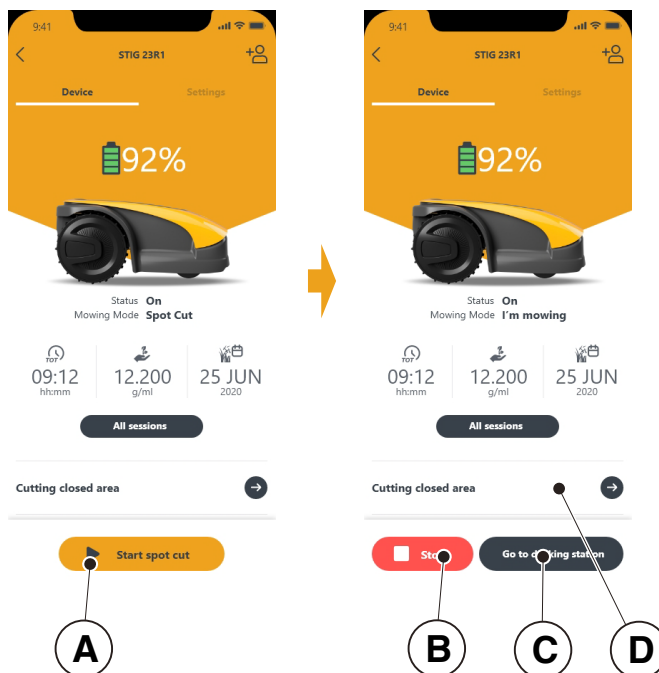 9:41
STIG 23R1
Device
Settings
92%
Status On
Mowing Mode Spot Cut
TOT
09:12
hh:mm
12.200
g/ml
25 JUN
2020
All sessions
Cutting closed area
Start spot cut
A
9:41
STIG 23R1
Device
Settings
92%
Status On
Mowing Mode I'm mowing
TOT
09:12
hh:mm
12.200
g/ml
25 JUN
2020
All sessions
Cutting closed area
Go to docking station
B
C
D